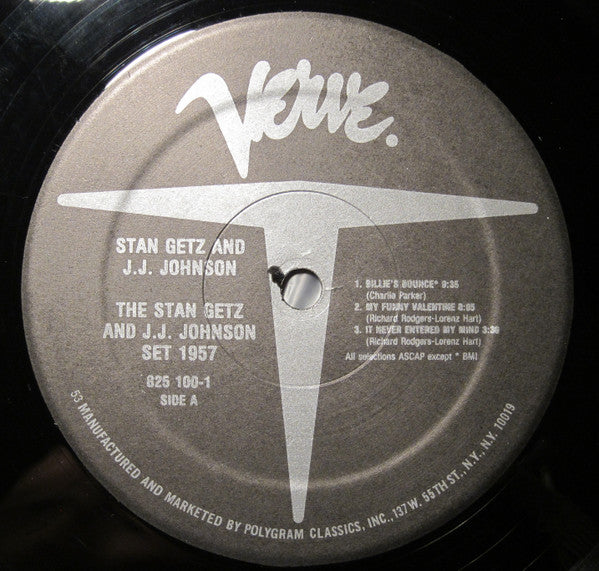 Verve.
STAN GETZ AND
J.J. JOHNSON
THE STAN GETZ
AND J.J. JOHNSON
SET 1957
825 100-1
SIDE A
1. BILLIE'S BOUNCE* 9:35
(Charlie Parker)
2. MY FUNNY VALENTINE 8:05
(Richard Rodgers-Lorenz Hart)
3. IT NEVER ENTERED MY MIND 3:30
(Richard Rodgers-Lorenz Hart)
All selections ASCAP except * BMI
53 MANUFACTURED AND MARKETED BY POLYGRAM CLASSICS, INC., 137 W. 55TH ST., N.Y., N.Y. 10019